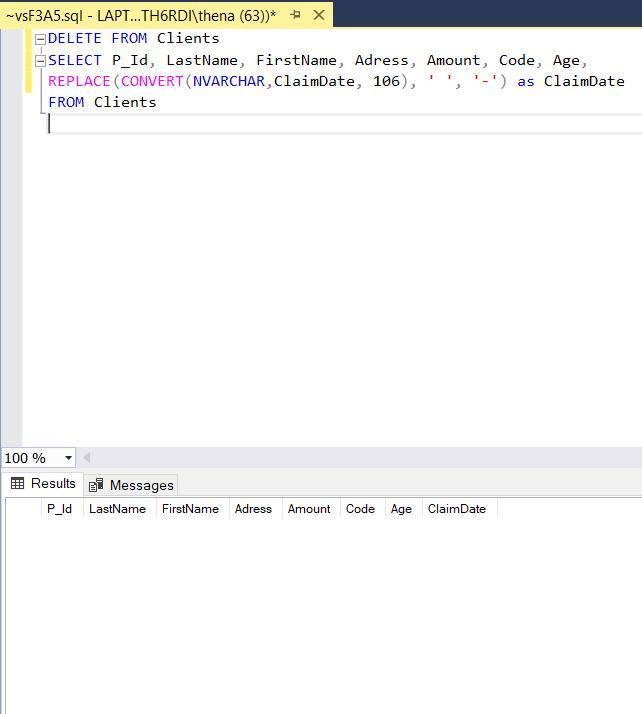 ~vsF3A5.sql - LAPT...TH6RDI\thena (63))*
DELETE FROM Clients
SELECT P_Id, LastName, FirstName, Adress, Amount, Code, Age,
REPLACE(CONVERT(NVARCHAR,ClaimDate, 106), ' ', '-') as ClaimDate
FROM Clients
100 %
Results Messages
P_Id LastName FirstName Adress Amount Code Age ClaimDate